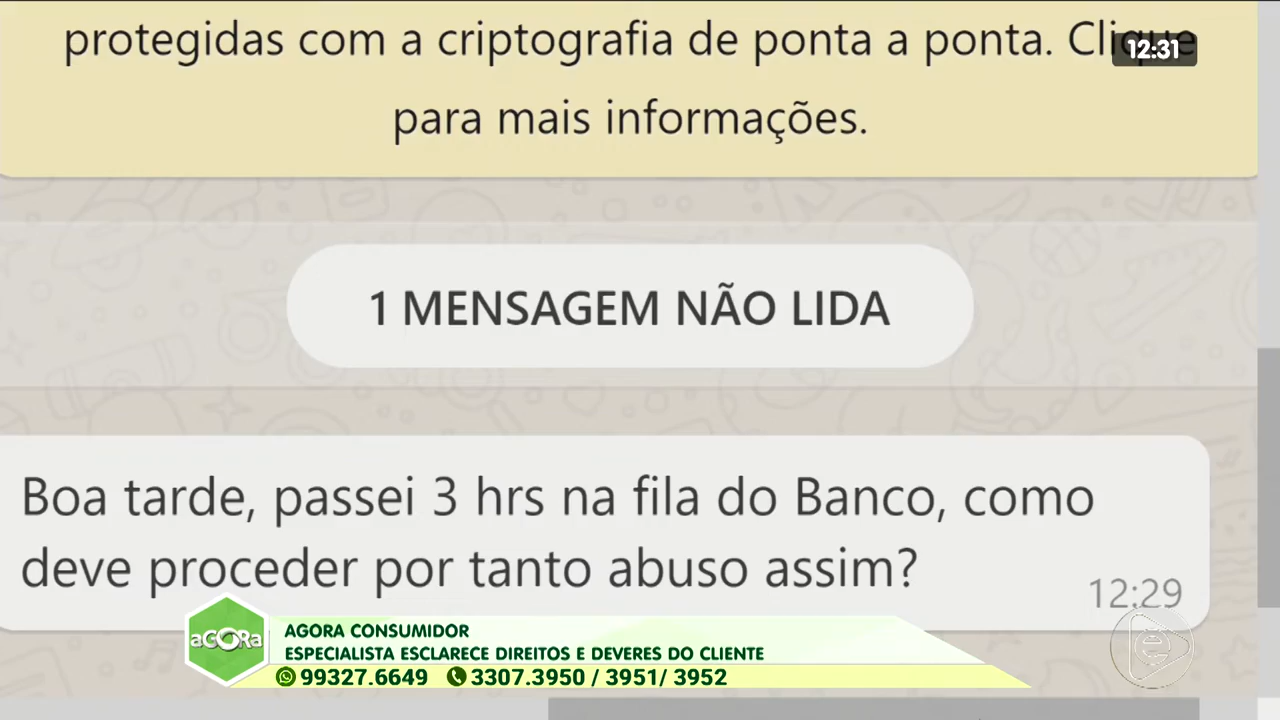 protegidas com a criptografia de ponta a ponta. Clique
12:31
para mais informações.
1 MENSAGEM NÃO LIDA
Boa tarde, passei 3 hrs na fila do Banco, como
deve proceder por tanto abuso assim?
12:29
aGORa
AGORA CONSUMIDOR
ESPECIALISTA ESCLARECE DIREITOS E DEVERES DO CLIENTE
99327.6649 3307.3950 / 3951/ 3952